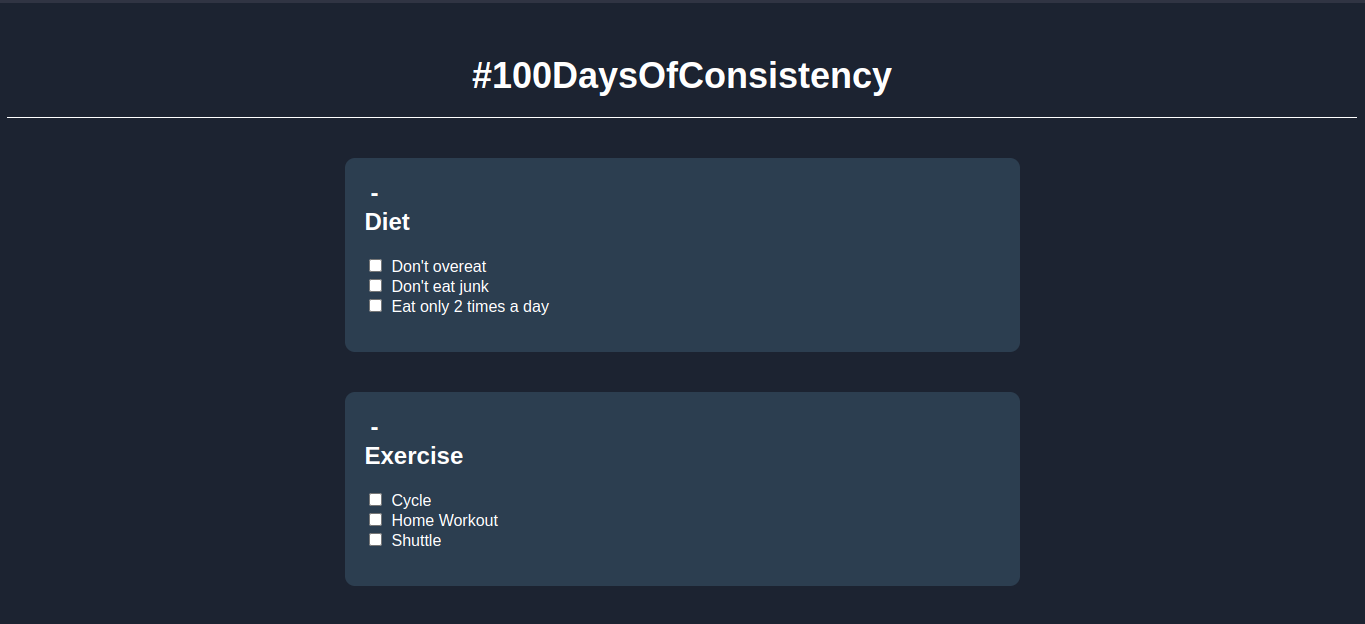 #100DaysOfConsistency
-
Diet
Don't overeat
Don't eat junk
Eat only 2 times a day
-
Exercise
Cycle
Home Workout
Shuttle